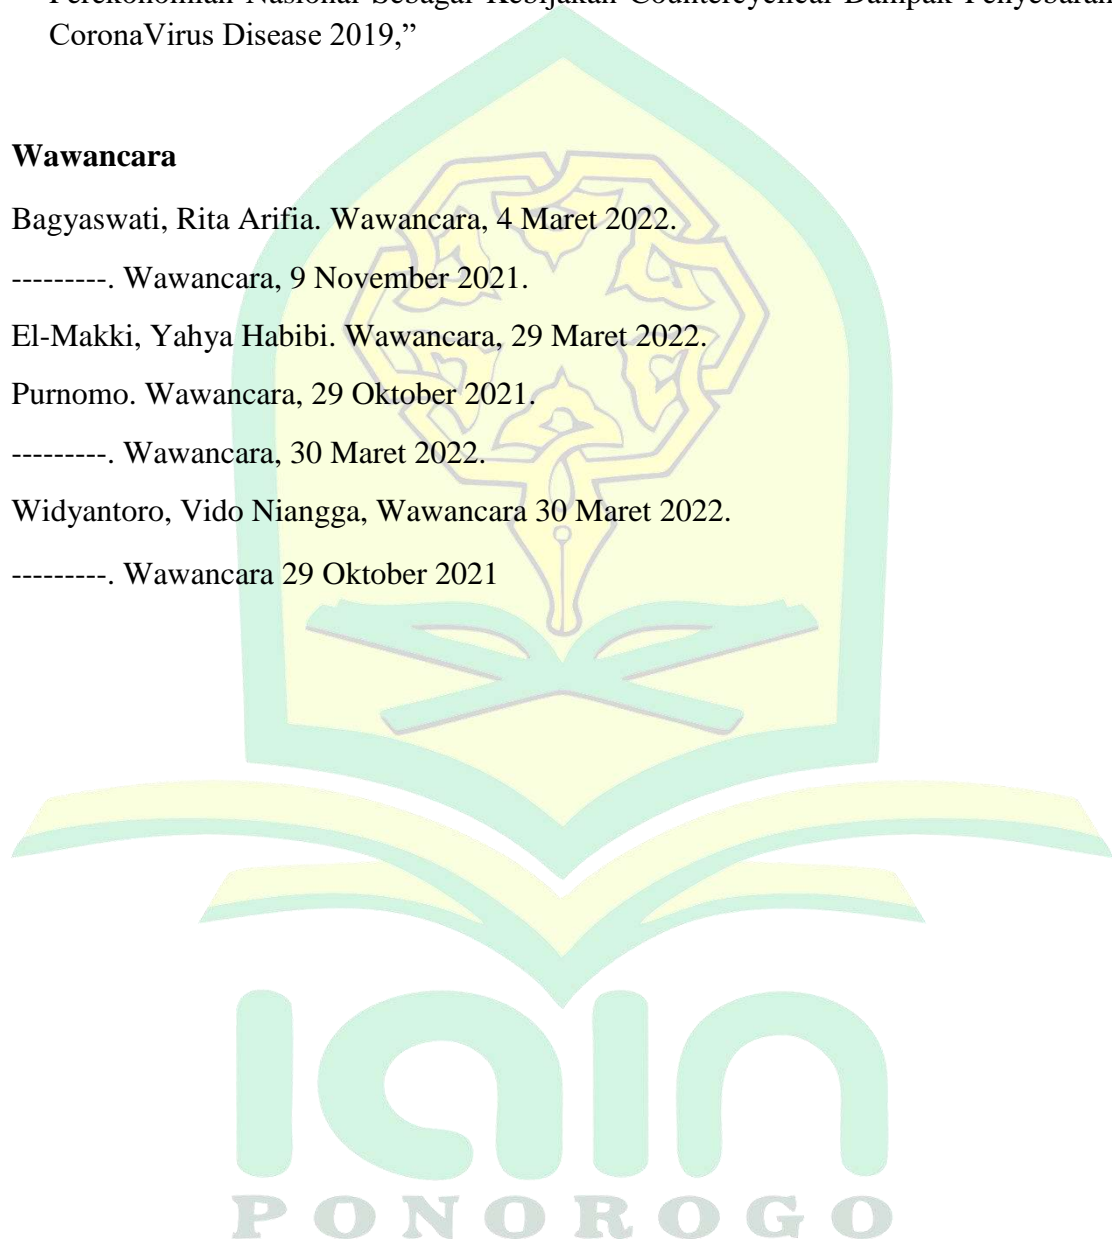 Perekonomian Nasional Sebagai Kebijakan Countercyclical Dampak Penyebaran
CoronaVirus Disease 2019,”
Wawancara
Bagyaswati, Rita Arifia. Wawancara, 4 Maret 2022.
---------. Wawancara, 9 November 2021.
El-Makki, Yahya Habibi. Wawancara, 29 Maret 2022.
Purnomo. Wawancara, 29 Oktober 2021.
---------. Wawancara, 30 Maret 2022.
Widyantoro, Vido Niangga, Wawancara 30 Maret 2022.
---------. Wawancara 29 Oktober 2021
iain
PONOROGO